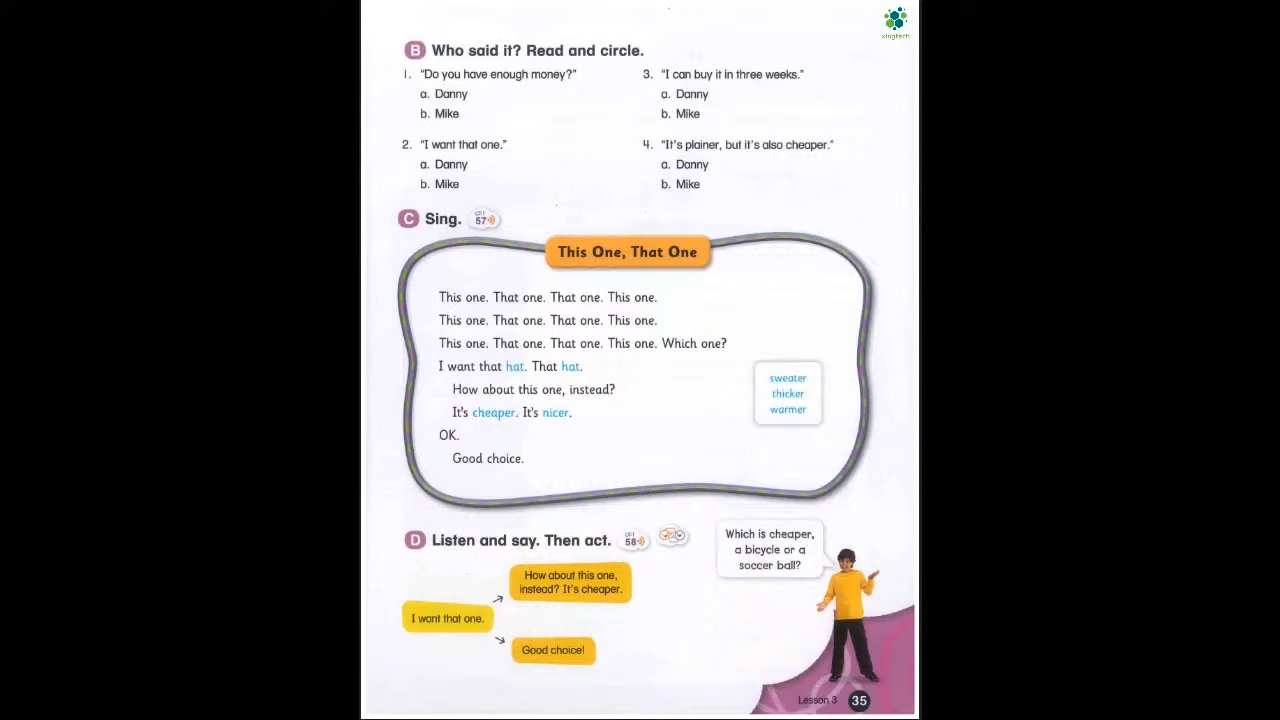 xingtech
B Who said it? Read and circle.
1. "Do you have enough money?"
a. Danny
b. Mike
2. "I want that one."
a. Danny
b. Mike
3. "I can buy it in three weeks."
a. Danny
b. Mike
4. "It's plainer, but it's also cheaper."
a. Danny
b. Mike
C Sing. CD1 57
This One, That One
This one. That one. That one. This one.
This one. That one. That one. This one.
This one. That one. That one. This one. Which one?
I want that hat. That hat.
How about this one, instead?
It's cheaper. It's nicer.
OK.
Good choice.
sweater
thicker
warmer
D Listen and say. Then act. CD1 58
I want that one.
How about this one,
instead? It's cheaper.
Good choice!
Which is cheaper,
a bicycle or a
soccer ball?
Lesson 3 35